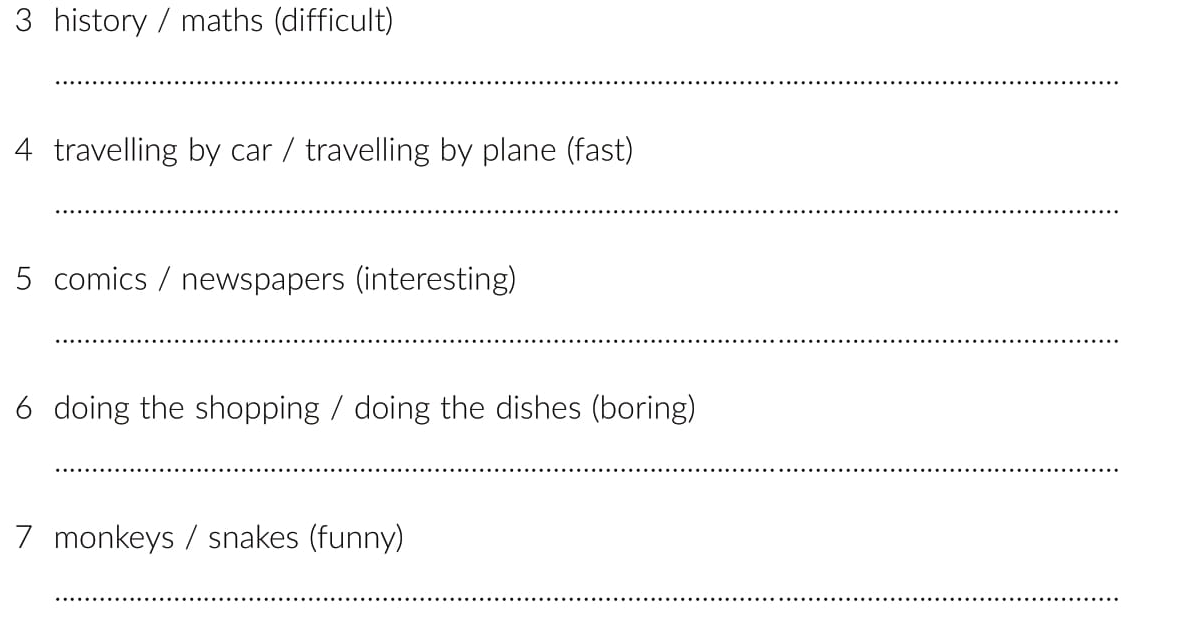 3 history / maths (difficult)
4 travelling by car / travelling by plane (fast)
5 comics / newspapers (interesting)
6 doing the shopping / doing the dishes (boring)
7 monkeys / snakes (funny)